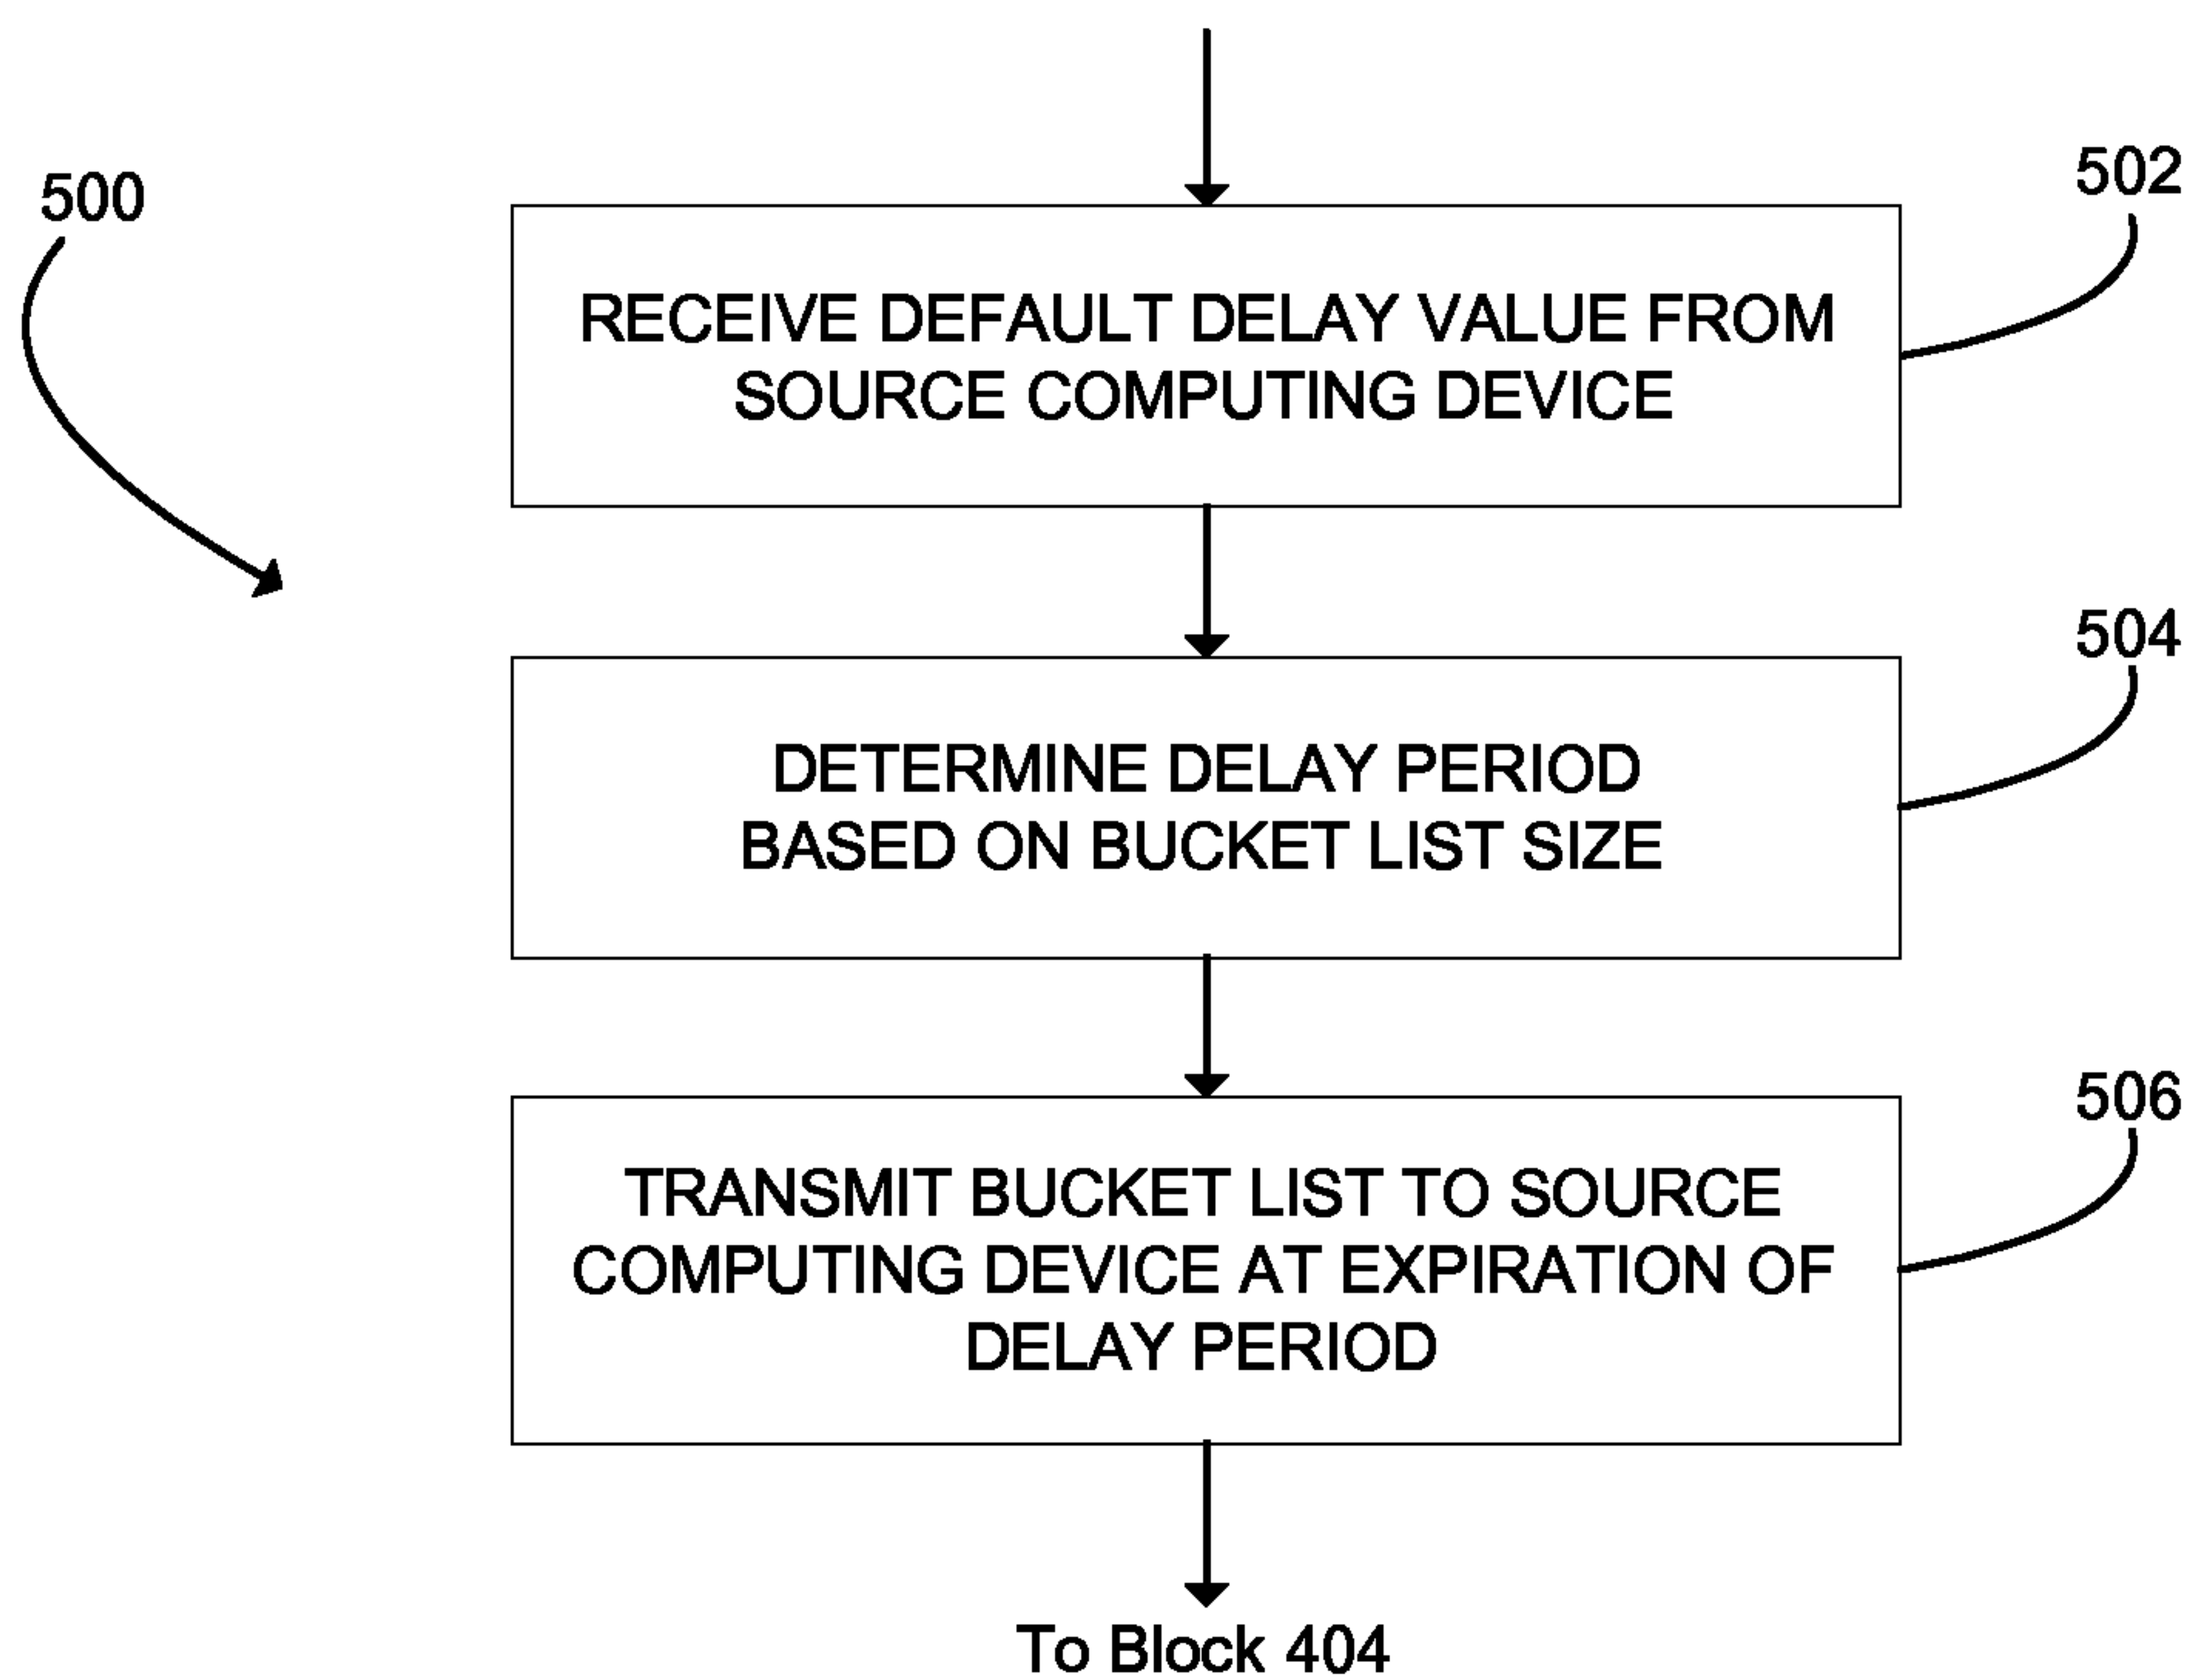 500
502
RECEIVE DEFAULT DELAY VALUE FROM
SOURCE COMPUTING DEVICE
504
DETERMINE DELAY PERIOD
BASED ON BUCKET LIST SIZE
506
TRANSMIT BUCKET LIST TO SOURCE
COMPUTING DEVICE AT EXPIRATION OF
DELAY PERIOD
To Block 404